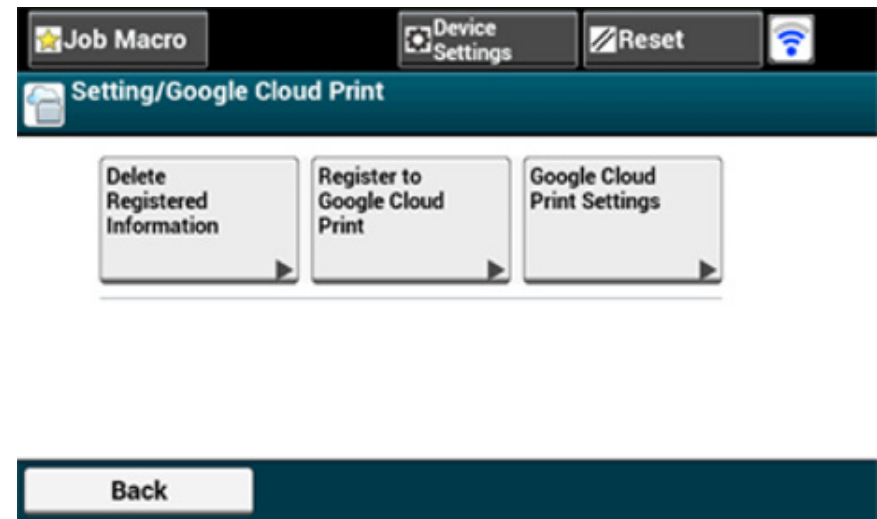 Job Macro
Device
Settings
Reset
Setting/Google Cloud Print
Delete
Registered
Information
Register to
Google Cloud
Print
Google Cloud
Print Settings
Back